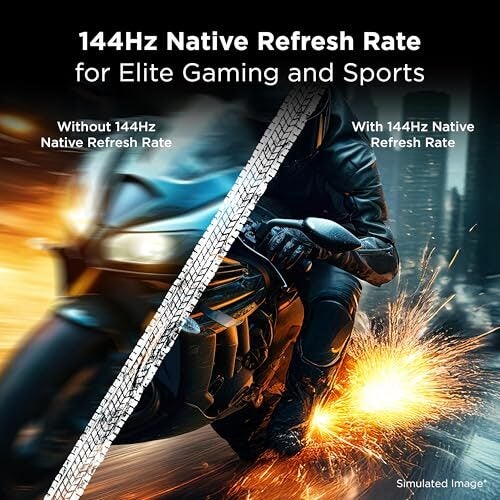 144Hz Native Refresh Rate
for Elite Gaming and Sports
Without 144Hz
Native Refresh Rate
With 144Hz Native
Refresh Rate
Simulated Image*